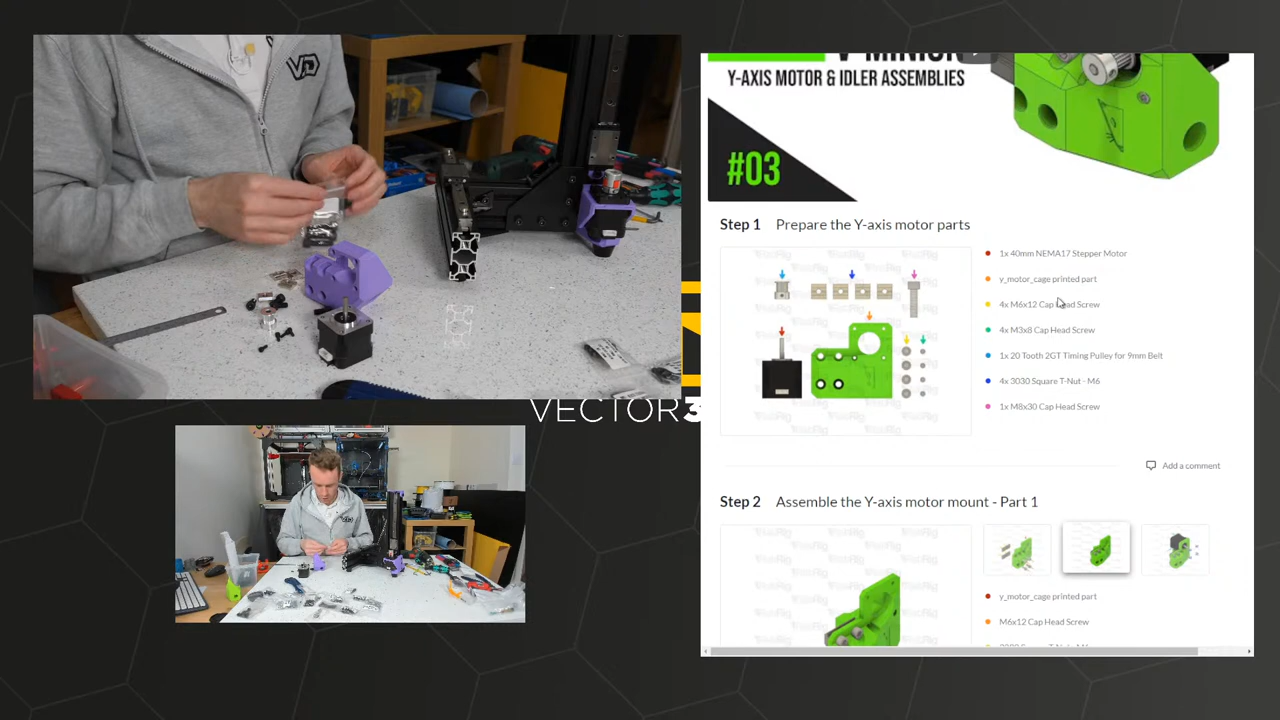 V3D
VECTOR3
Y-AXIS MOTOR & IDLER ASSEMBLIES
#03
Step 1 Prepare the Y-axis motor parts
1x 40mm NEMA17 Stepper Motor
y_motor_cage printed part
4x M6x12 Cap Head Screw
4x M3x8 Cap Head Screw
1x 20 Tooth 2GT Timing Pulley for 9mm Belt
4x 3030 Square T-Nut - M6
1x M8x30 Cap Head Screw
Add a comment
Step 2 Assemble the Y-axis motor mount - Part 1
y_motor_cage printed part
M6x12 Cap Head Screw